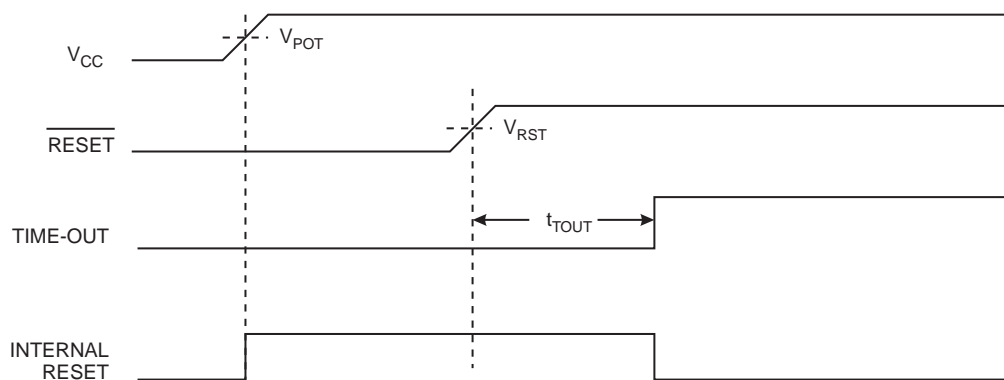 V_CC
V_POT
RESET
V_RST
TIME-OUT
t_TOUT
INTERNAL
RESET